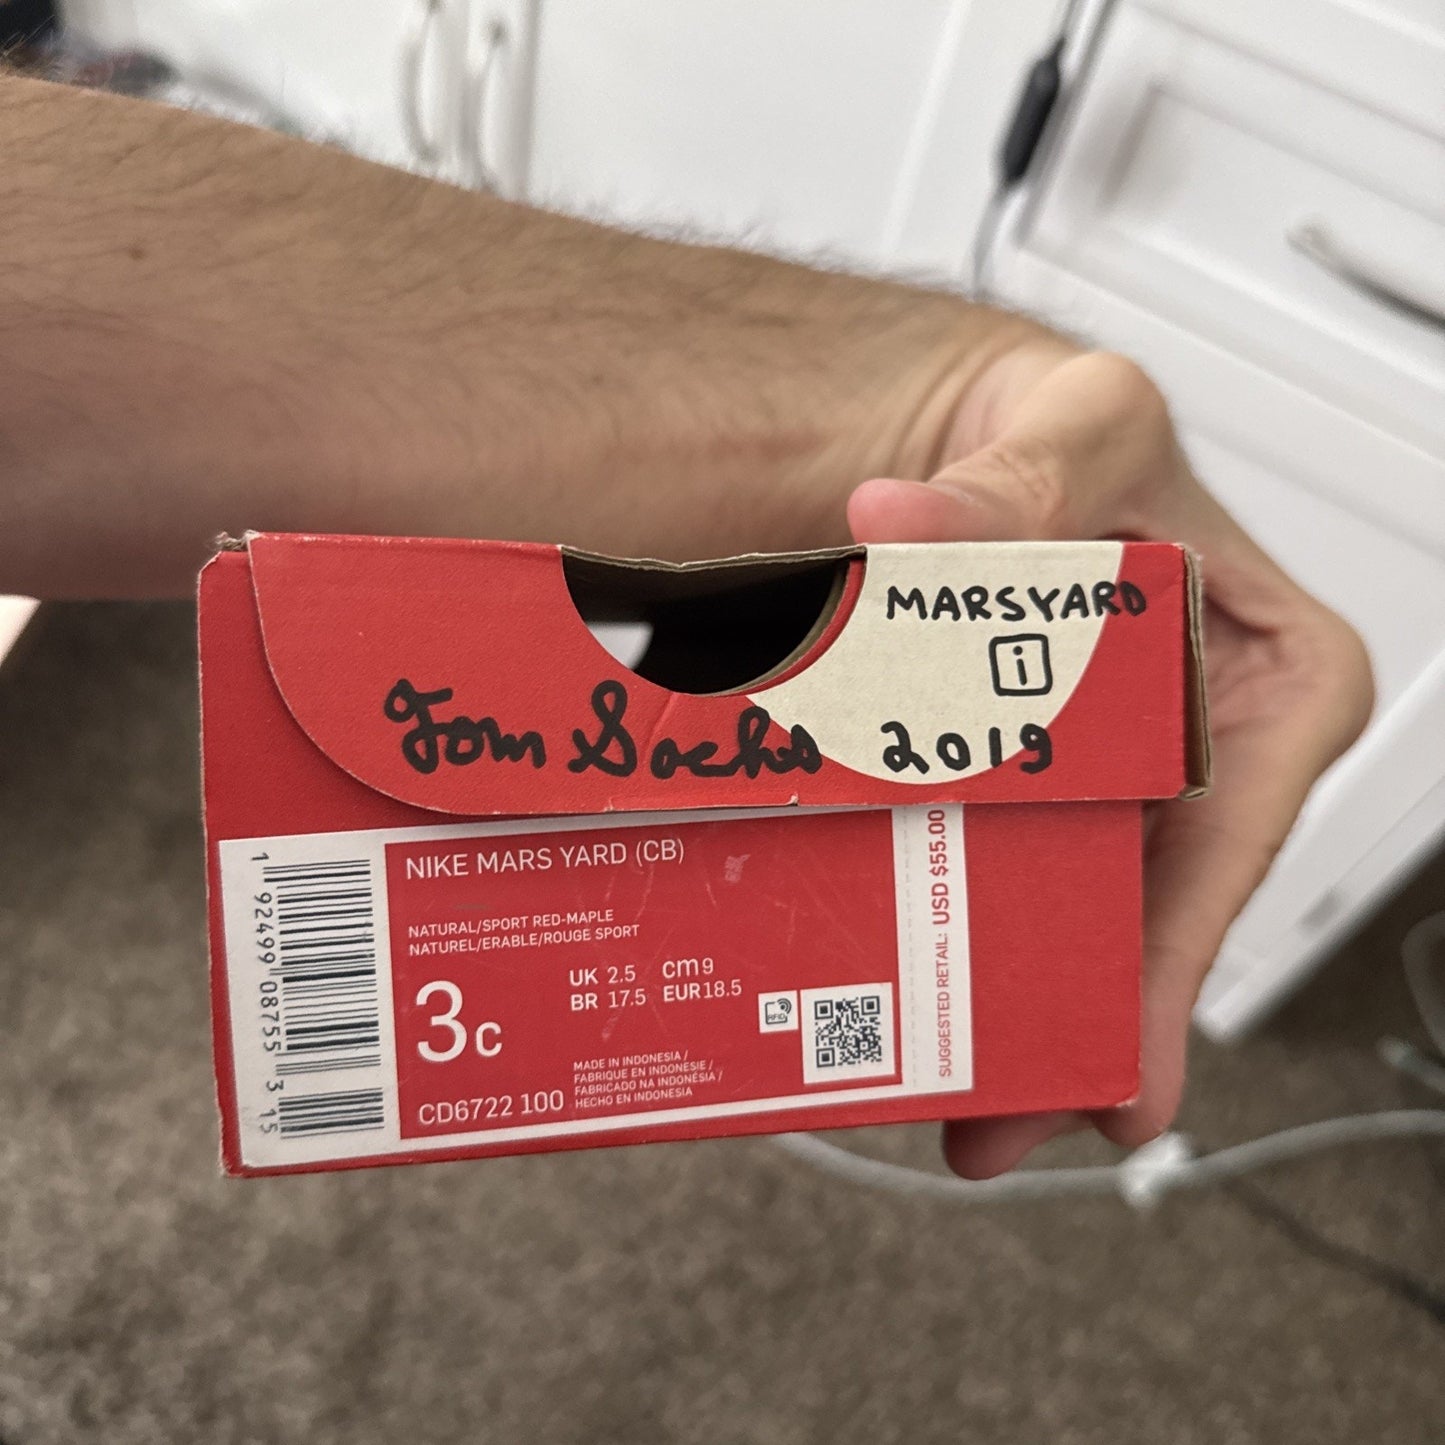 MARSYARD
i
Tom Sachs 2019
NIKE MARS YARD (CB)
NATURAL/SPORT RED-MAPLE
NATUREL/ERABLE/ROUGE SPORT
3C
UK 2.5 cm 9
BR 17.5 EUR 18.5
RFID
MADE IN INDONESIA /
FABRIQUE EN INDONESIE /
FABRICADO NA INDONÉSIA /
HECHO EN INDONESIA
CD6722 100
1 92499 08755 3 15
SUGGESTED RETAIL: USD $55.00